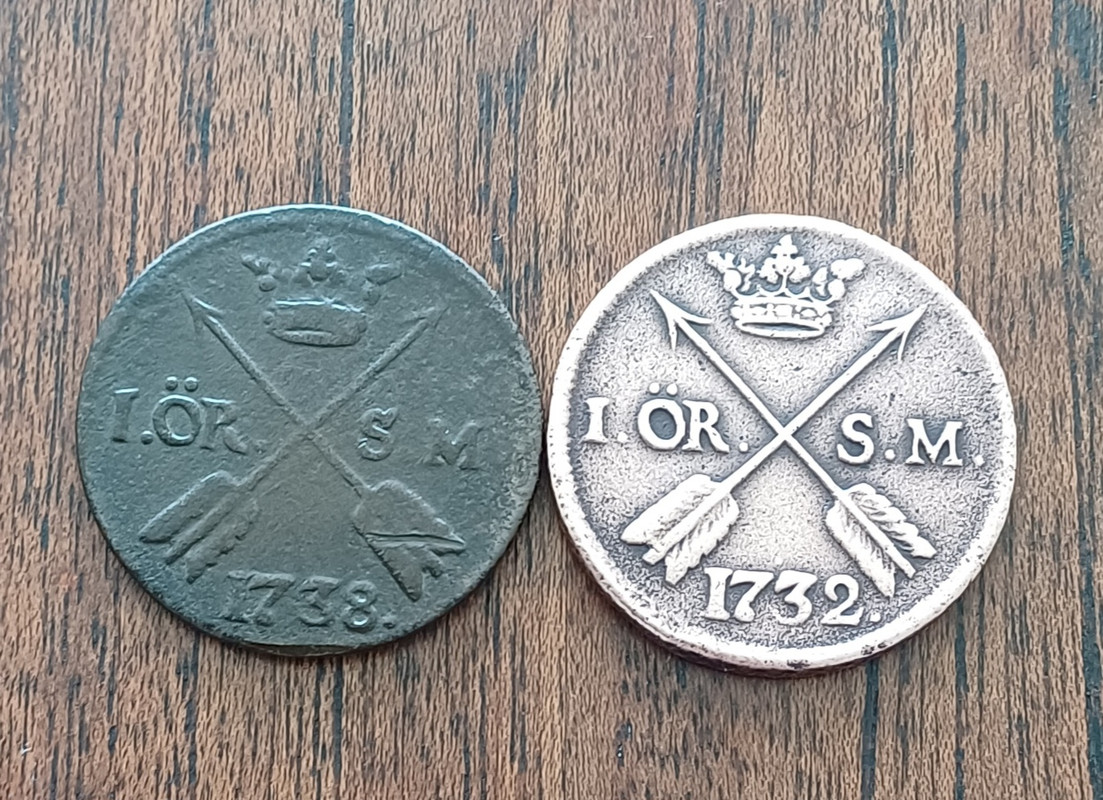 I.ÖR. S M
1738.
I.ÖR. S.M.
1732.